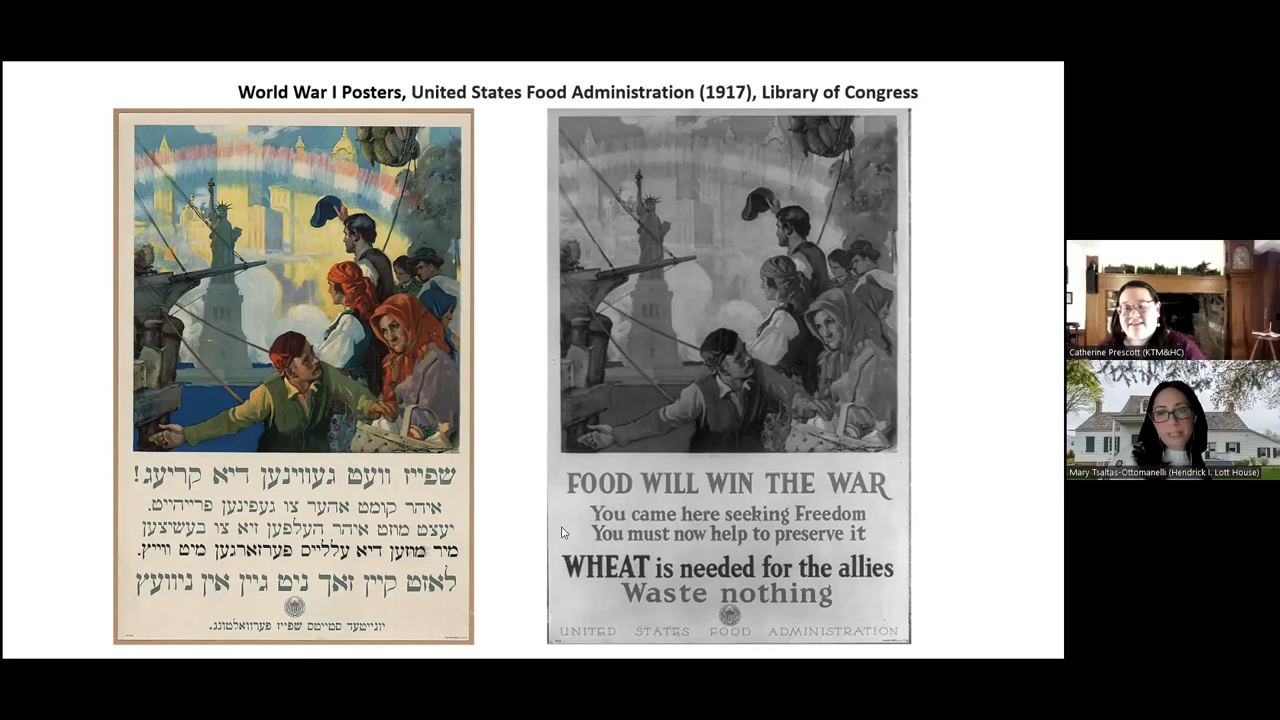 World War I Posters, United States Food Administration (1917), Library of Congress
שפייז וועט געווינען דיא קריעג!
איהר קומט אהער צו געפינען פרייהייט.
יעצט מוזט איהר העלפען זיא צו בעשיצען
מיר מוזען דיא עלליים פערזארגען מיט ווייץ.
לאזט קיין זאך ניט גיין אין ניוועץ
יונייטעד סטייטס שפייז פערוואלטונג.
FOOD WILL WIN THE WAR
You came here seeking Freedom
You must now help to preserve it
WHEAT is needed for the allies
Waste nothing
UNITED STATES FOOD ADMINISTRATION
Catherine Prescott (KTM&HC)
Mary Tsaltas-Ottomanelli (Hendrick I. Lott House)